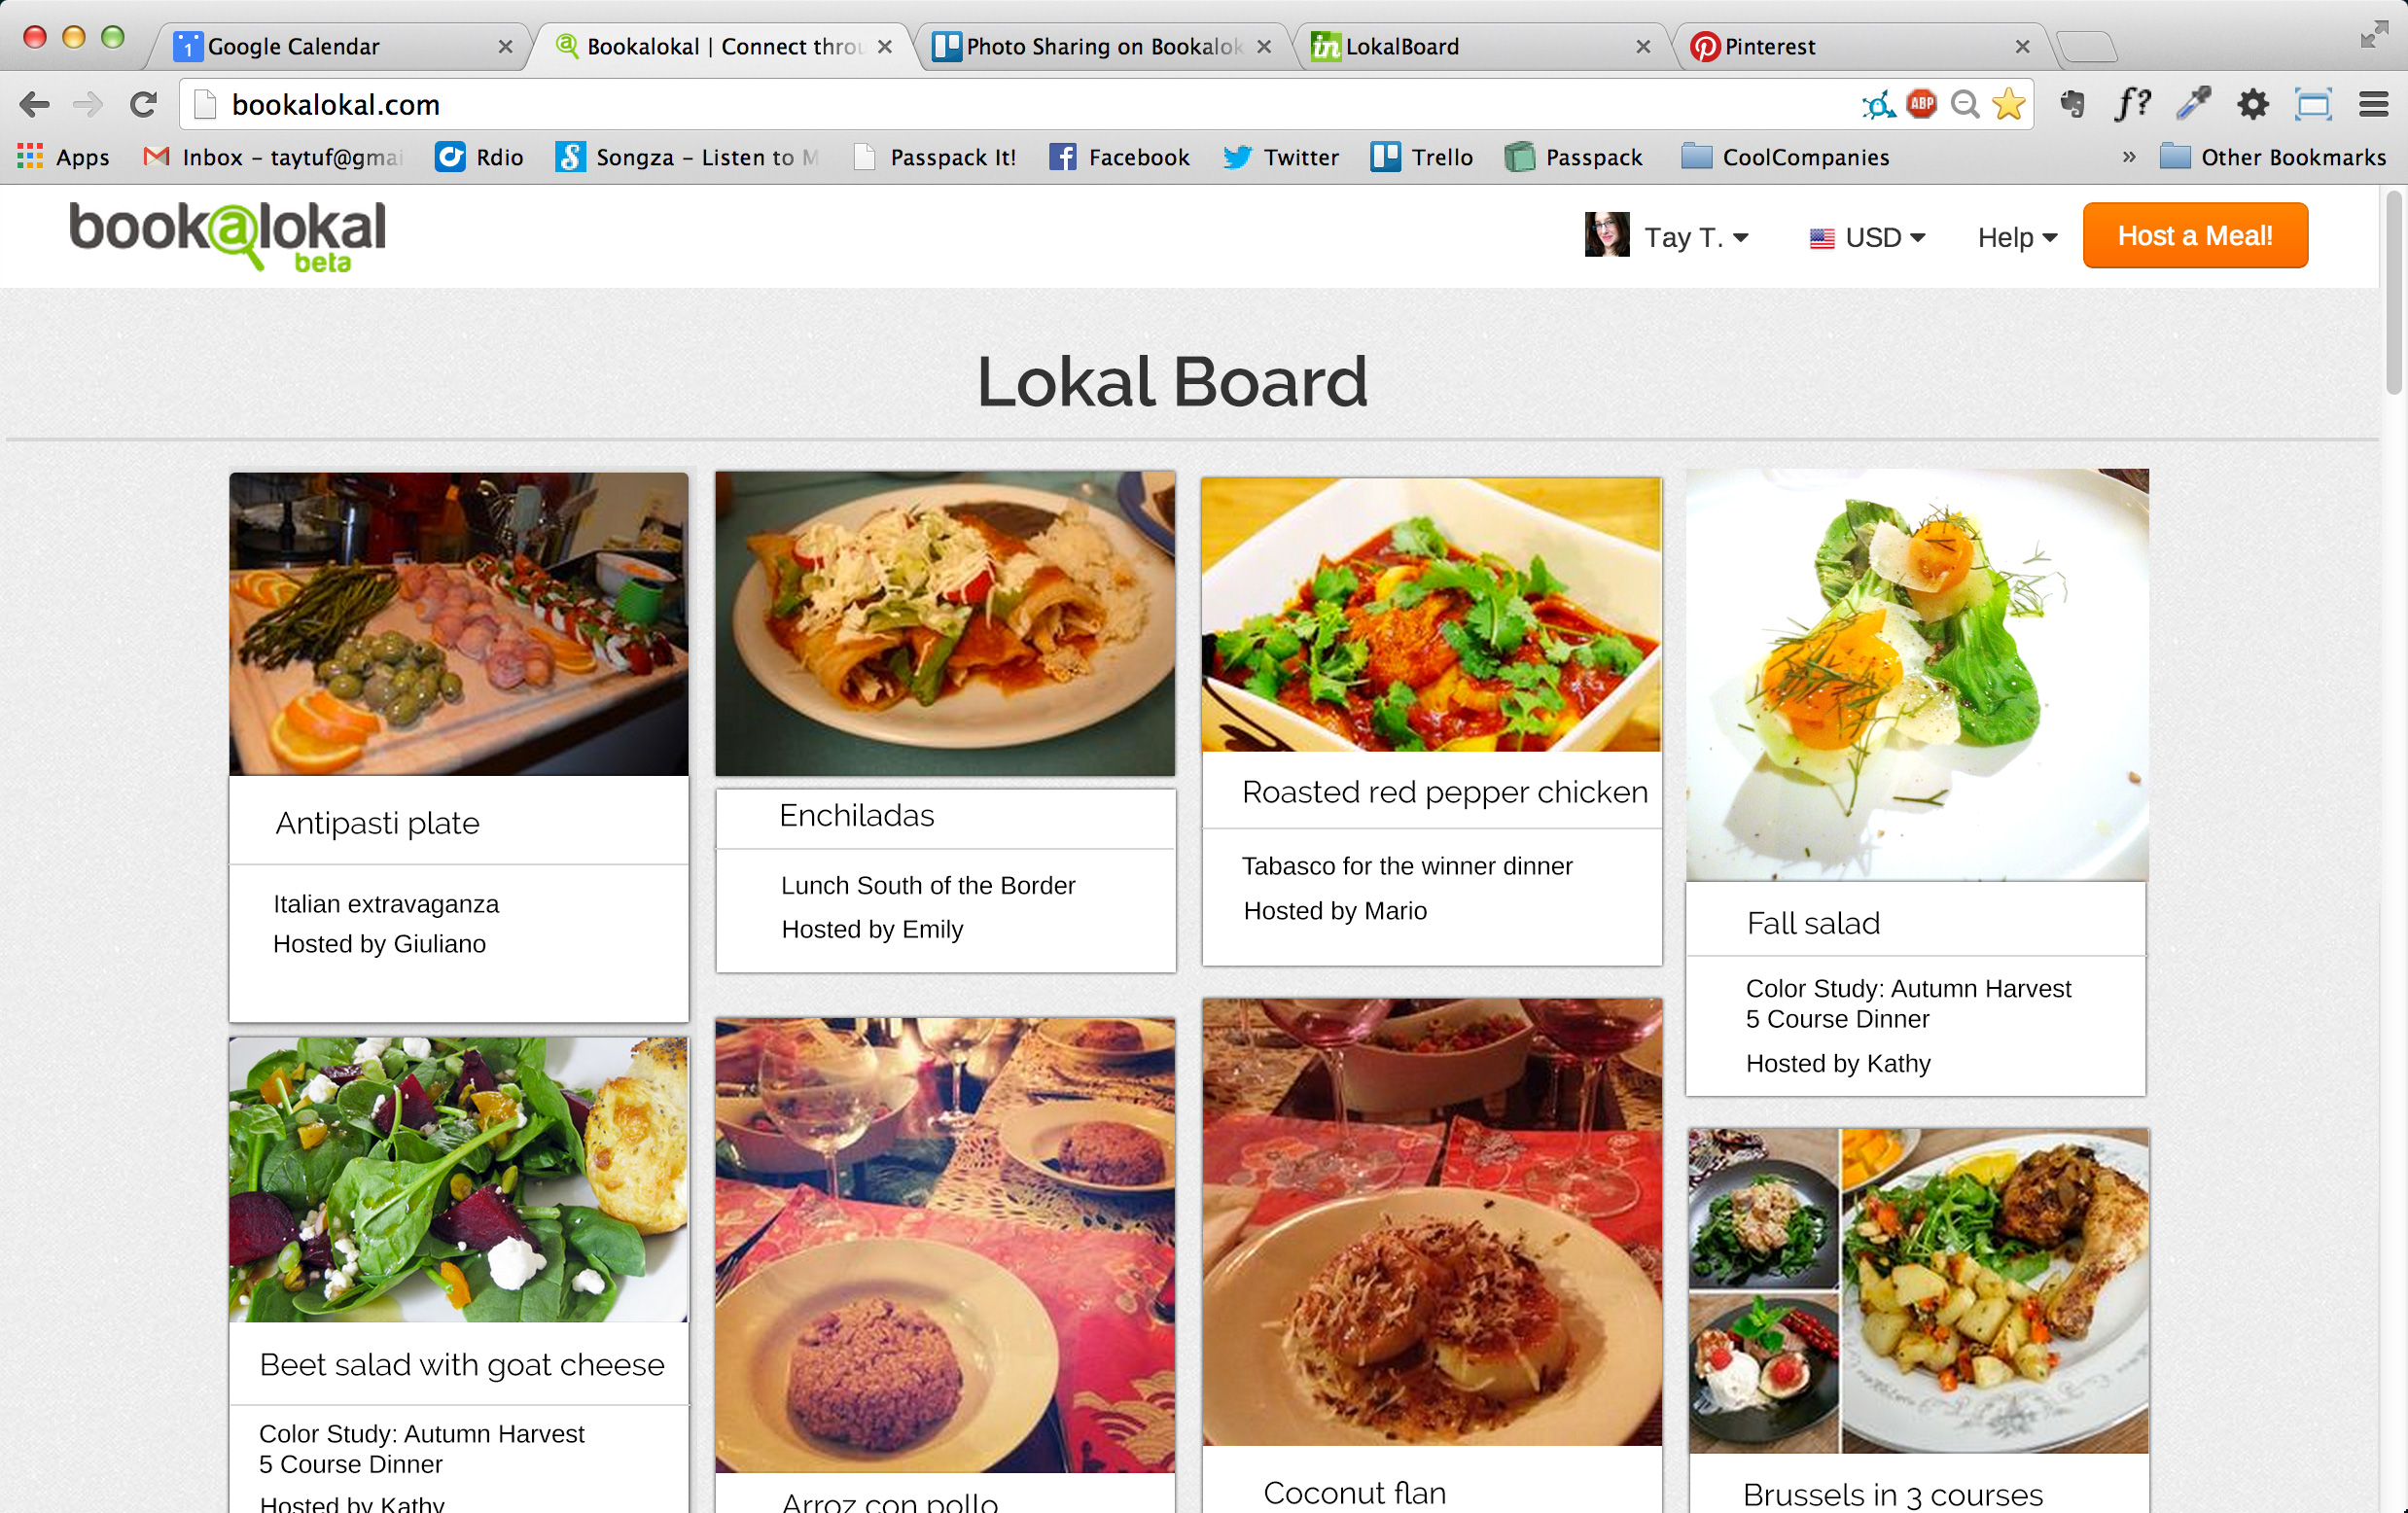 Google Calendar
Bookalokal | Connect throu
Photo Sharing on Bookalok
LokalBoard
Pinterest
bookalokal.com
ABP
f?
Apps
Inbox – taytuf@gmai
Rdio
Songza – Listen to M
Passpack It!
Facebook
Twitter
Trello
Passpack
CoolCompanies
»
Other Bookmarks
bookalokal
beta
Tay T.
USD
Help
Host a Meal!
Lokal Board
Antipasti plate
Italian extravaganza
Hosted by Giuliano
Enchiladas
Lunch South of the Border
Hosted by Emily
Roasted red pepper chicken
Tabasco for the winner dinner
Hosted by Mario
Fall salad
Color Study: Autumn Harvest
5 Course Dinner
Hosted by Kathy
Beet salad with goat cheese
Color Study: Autumn Harvest
5 Course Dinner
Hosted by Kathy
Arroz con pollo
Coconut flan
Brussels in 3 courses